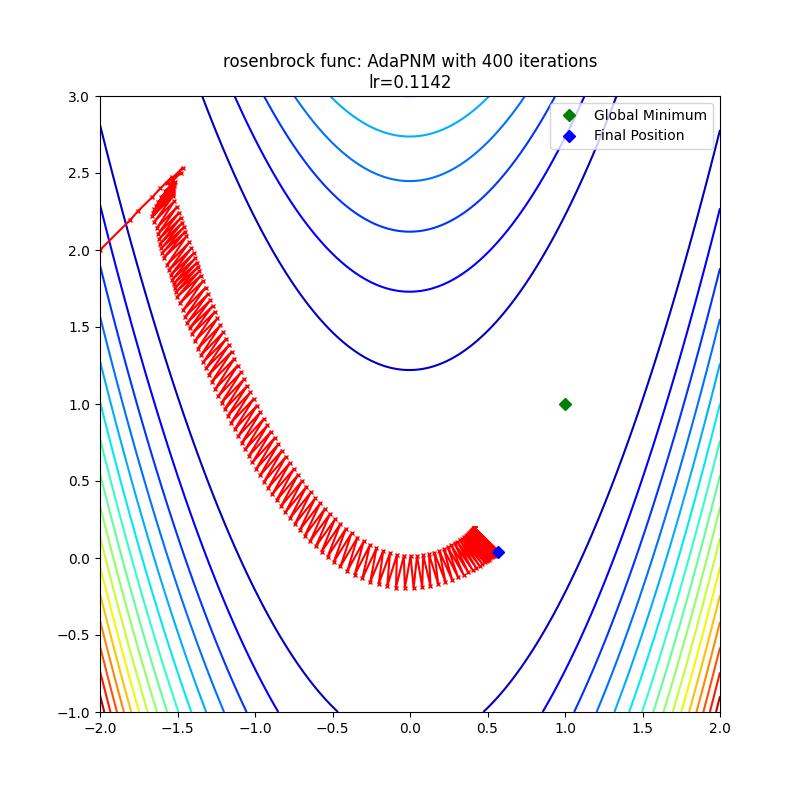 rosenbrock func: AdaPNM with 400 iterations
lr=0.1142
Global Minimum
Final Position
3.0
2.5
2.0
1.5
1.0
0.5
0.0
−0.5
−1.0
−2.0 −1.5 −1.0 −0.5 0.0 0.5 1.0 1.5 2.0